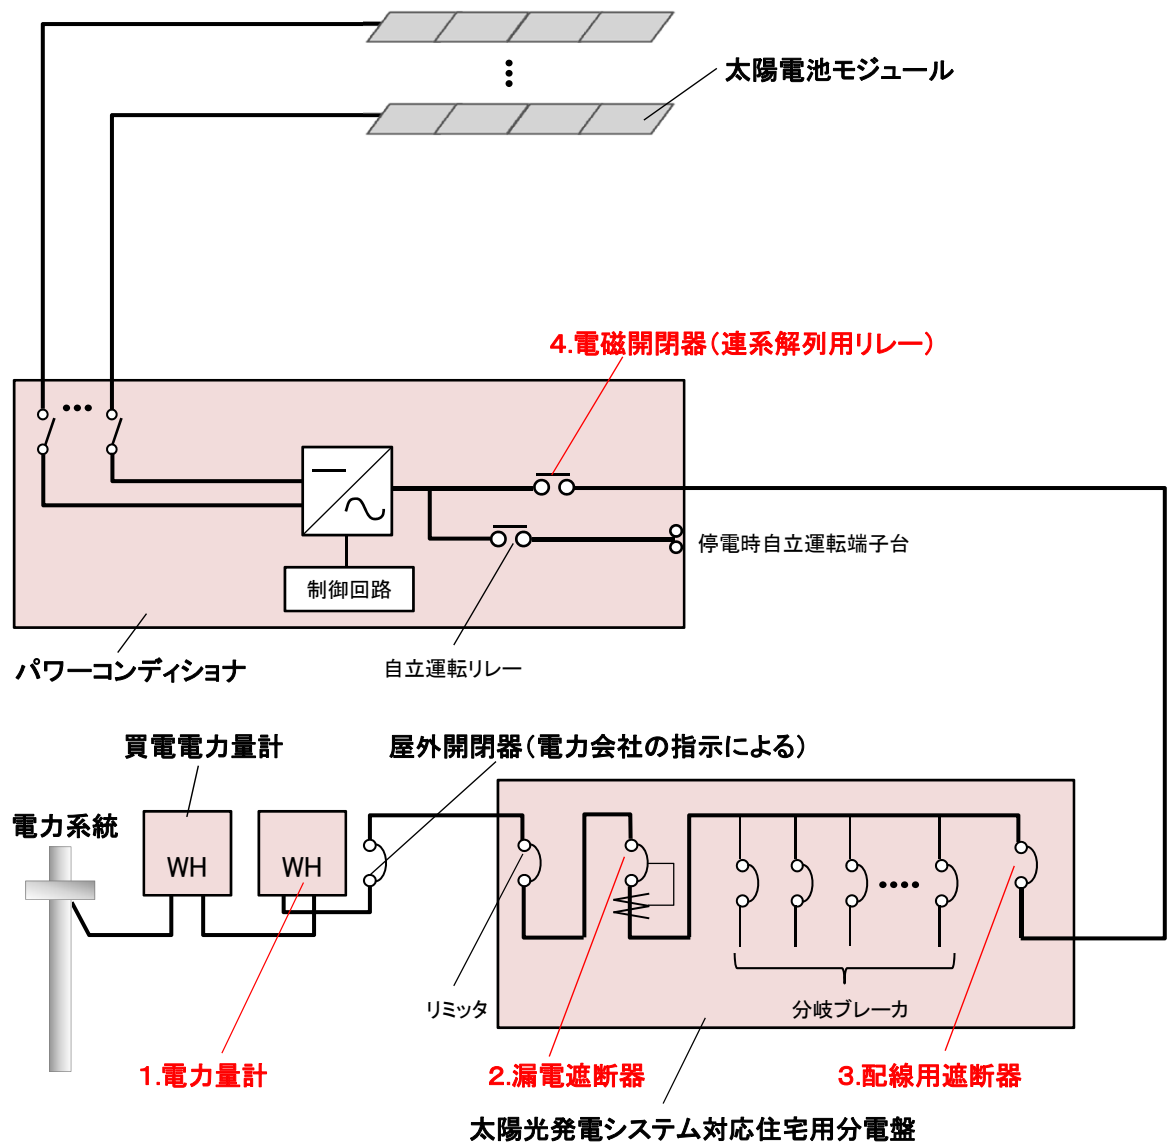 太陽電池モジュール
4.電磁開閉器（連系解列用リレー）
停電時自立運転端子台
制御回路
パワーコンディショナ
自立運転リレー
買電電力量計
屋外開閉器（電力会社の指示による）
電力系統
WH
WH
リミッタ
分岐ブレーカ
1.電力量計
2.漏電遮断器
3.配線用遮断器
太陽光発電システム対応住宅用分電盤